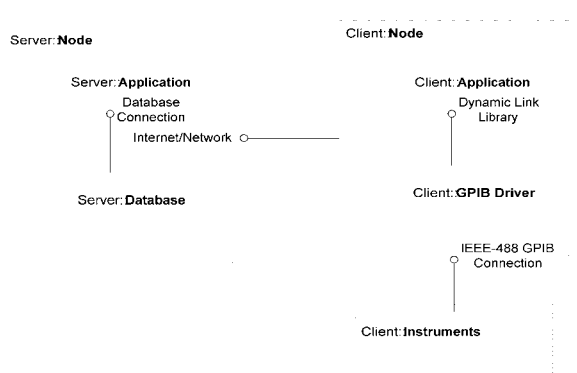 Server::Node
Server::Application
Database
Connection
Internet/Network
Server::Database
Client::Node
Client::Application
Dynamic Link
Library
Client::GPIB Driver
IEEE-488 GPIB
Connection
Client::Instruments